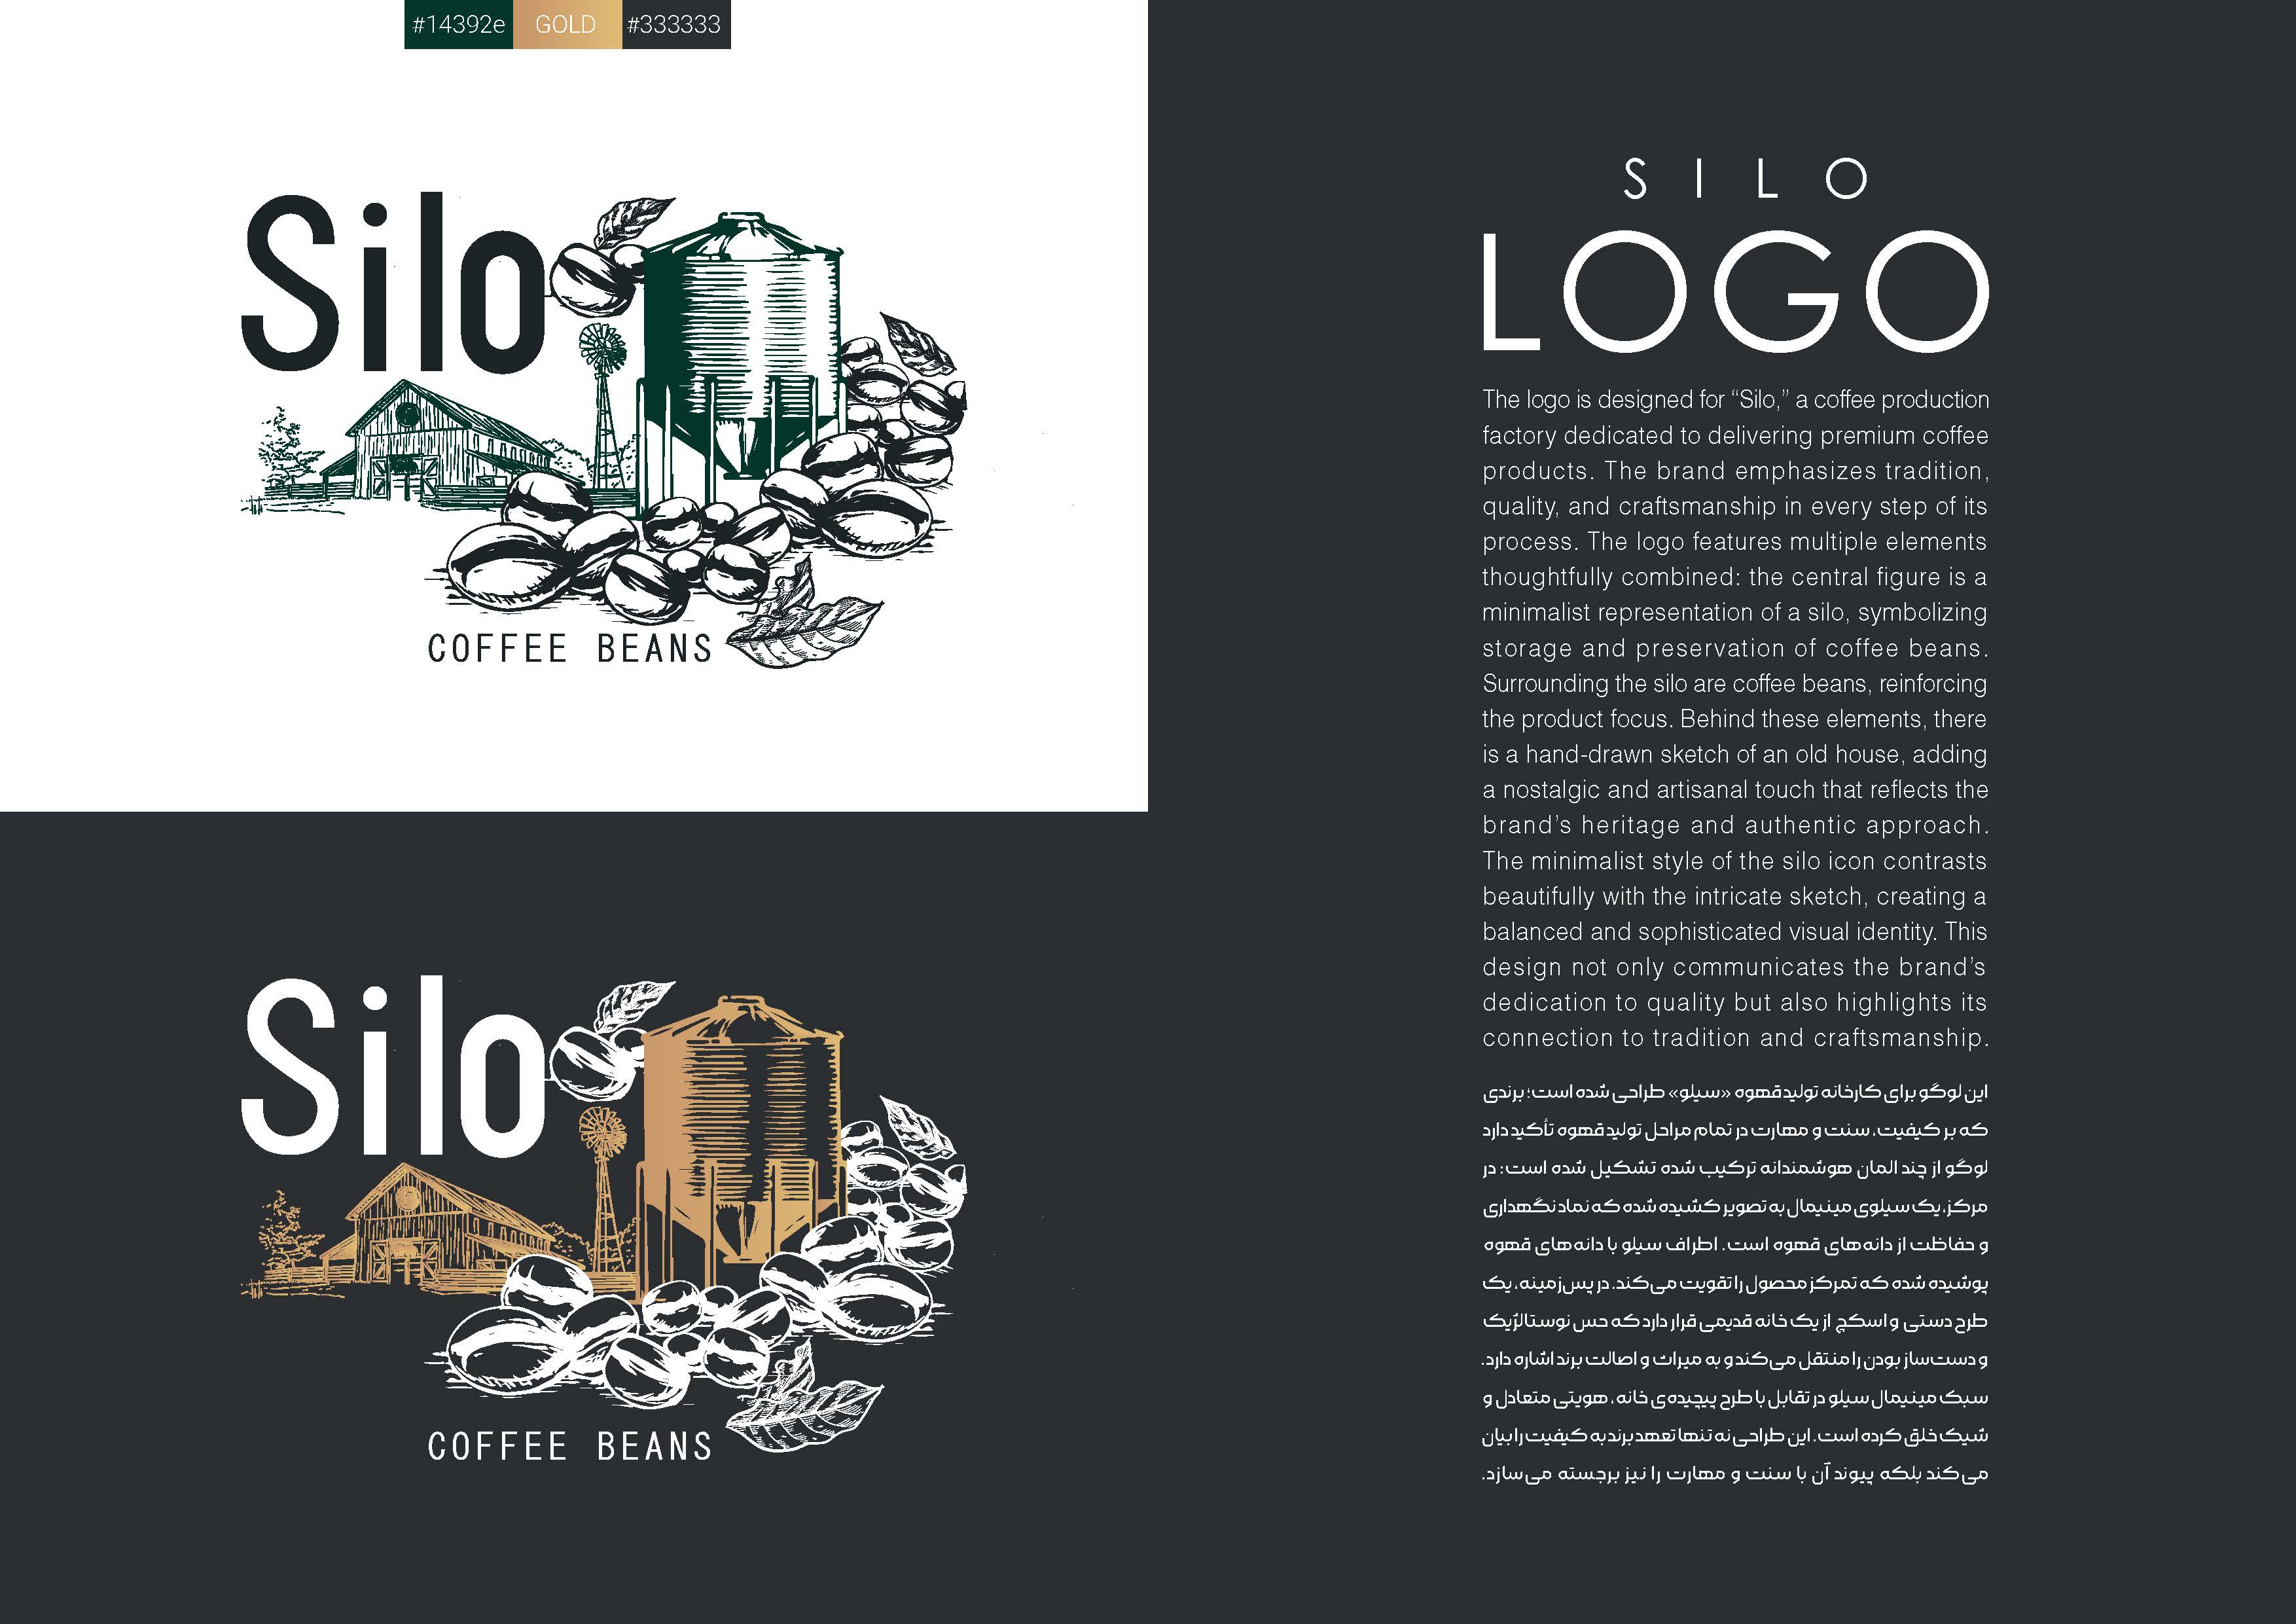 #14392e GOLD #333333
Silo
COFFEE BEANS
Silo
COFFEE BEANS
SILO
LOGO
The logo is designed for “Silo,” a coffee production
factory dedicated to delivering premium coffee
products. The brand emphasizes tradition,
quality, and craftsmanship in every step of its
process. The logo features multiple elements
thoughtfully combined: the central figure is a
minimalist representation of a silo, symbolizing
storage and preservation of coffee beans.
Surrounding the silo are coffee beans, reinforcing
the product focus. Behind these elements, there
is a hand-drawn sketch of an old house, adding
a nostalgic and artisanal touch that reflects the
brand’s heritage and authentic approach.
The minimalist style of the silo icon contrasts
beautifully with the intricate sketch, creating a
balanced and sophisticated visual identity. This
design not only communicates the brand’s
dedication to quality but also highlights its
connection to tradition and craftsmanship.
این لوگو برای کارخانه تولید قهوه «سیلو» طراحی شده است؛ برندی
که بر کیفیت، سنت و مهارت در تمام مراحل تولید قهوه تأکید دارد
لوگو از چند المان هوشمندانه ترکیب شده تشکیل شده است: در
مرکز، یک سیلوی مینیمال به تصویر کشیده شده که نماد نگهداری
و حفاظت از دانه‌های قهوه است. اطراف سیلو با دانه‌های قهوه
پوشیده شده که تمرکز محصول را تقویت می‌کند. در پس‌زمینه، یک
طرح دستی و اسکچ از یک خانه قدیمی قرار دارد که حس نوستالژیک
و دست‌ساز بودن را منتقل می‌کند و به میراث و اصالت برند اشاره دارد.
سبک مینیمال سیلو در تقابل با طرح پیچیده‌ی خانه، هویتی متعادل و
شیک خلق کرده است. این طراحی نه تنها تعهد برند به کیفیت را بیان
می‌کند بلکه پیوند آن با سنت و مهارت را نیز برجسته می‌سازد.